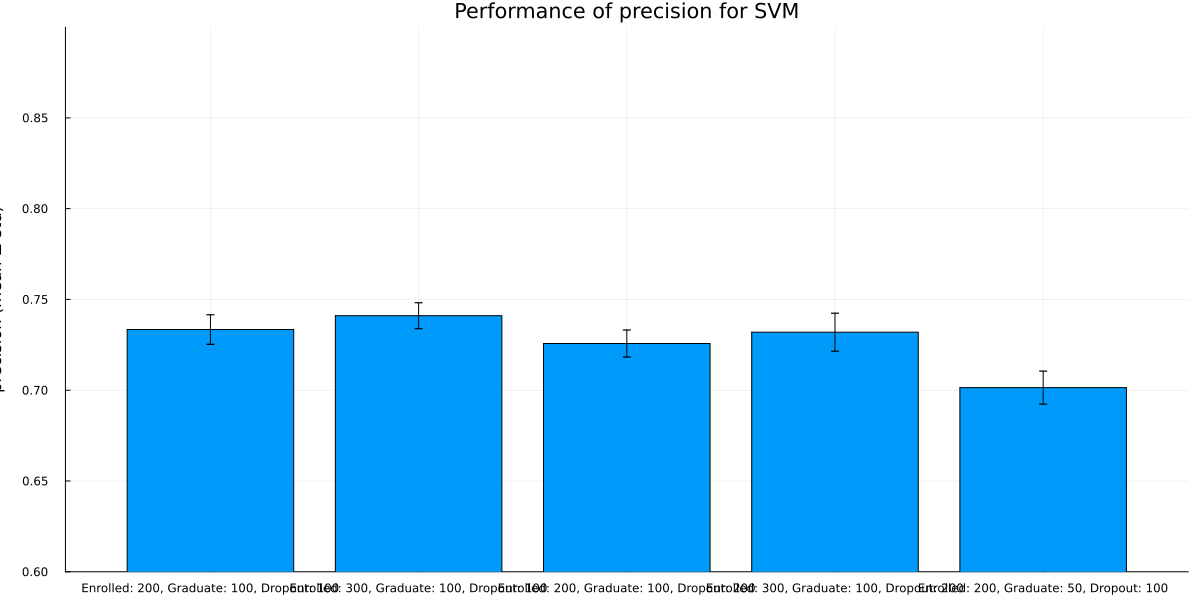 Performance of precision for SVM
0.85
0.80
0.75
0.70
0.65
0.60
Enrolled: 200, Graduate: 100, Dropout: 100
Enrolled: 300, Graduate: 100, Dropout: 100
Enrolled: 200, Graduate: 100, Dropout: 200
Enrolled: 300, Graduate: 100, Dropout: 200
Enrolled: 200, Graduate: 50, Dropout: 100